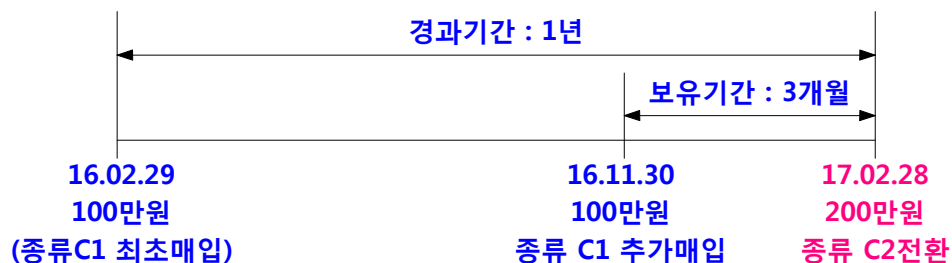 경과기간 : 1년
보유기간 : 3개월
16.02.29
100만원
(종류C1 최초매입)
16.11.30
100만원
종류 C1 추가매입
17.02.28
200만원
종류 C2전환